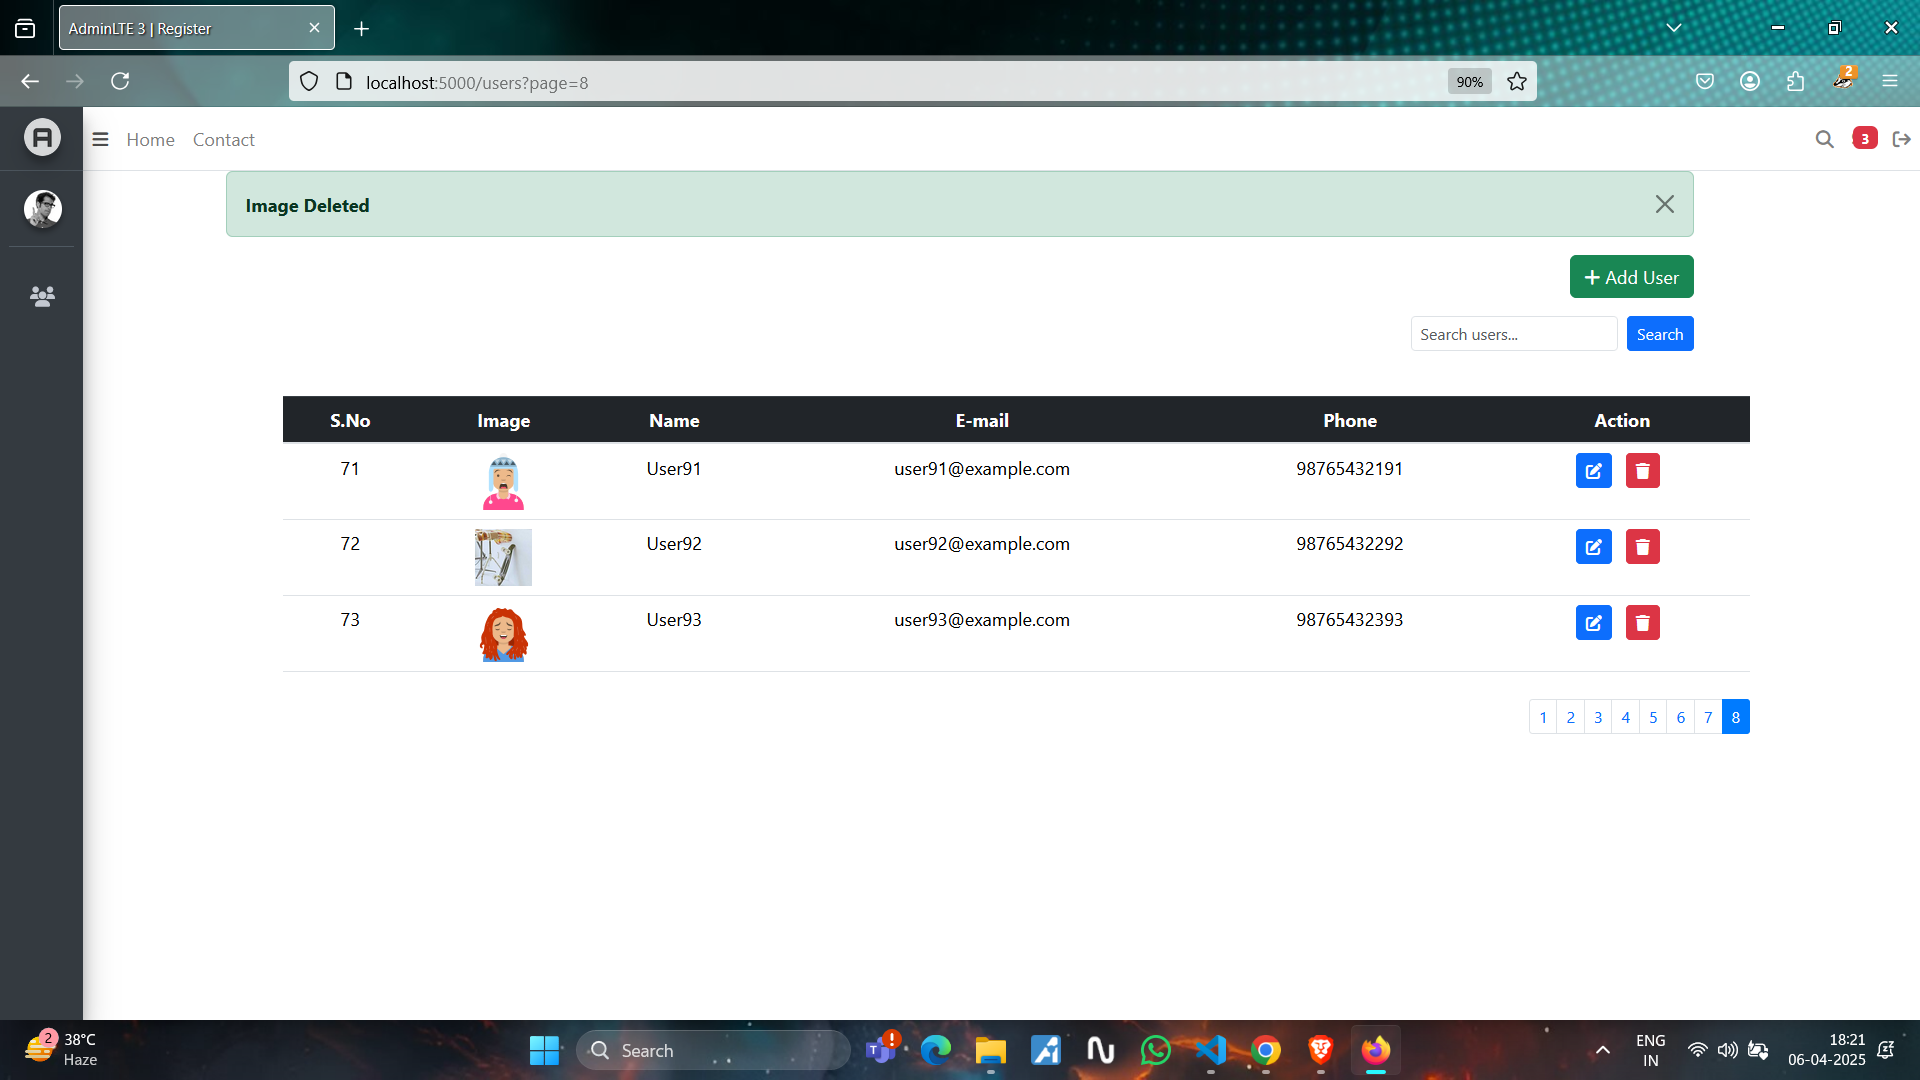 AdminLTE 3 | Register
localhost:5000/users?page=8
90%
2
Home Contact
3
Image Deleted
Add User
Search users...
Search
S.No Image Name E-mail Phone Action
71 User91 user91@example.com 98765432191
72 User92 user92@example.com 98765432292
73 User93 user93@example.com 98765432393
1 2 3 4 5 6 7 8
2
38°C
Haze
Search
ENG
IN
18:21
06-04-2025